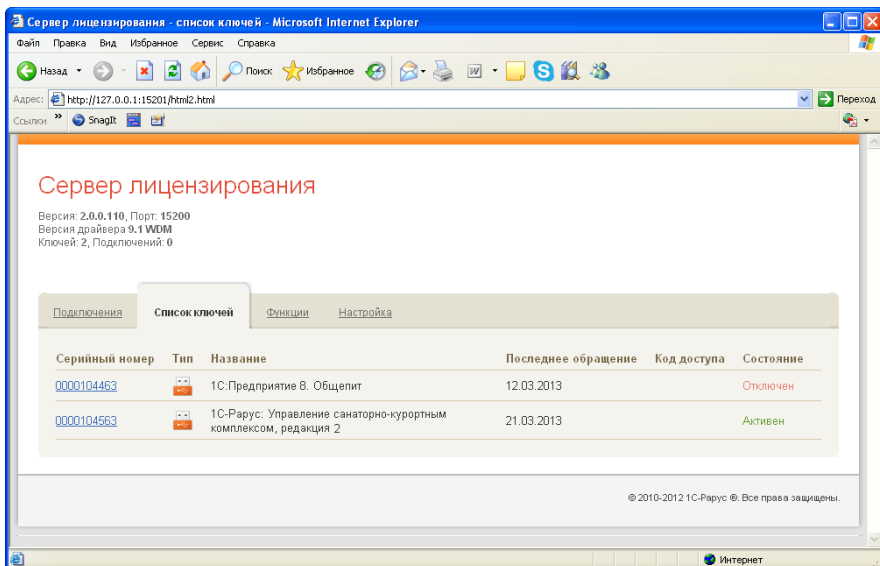 Сервер лицензирования - список ключей - Microsoft Internet Explorer
Файл Правка Вид Избранное Сервис Справка
Назад Поиск Избранное
Адрес: http://127.0.0.1:15201/html2.html Переход
Ссылки » SnagIt
Сервер лицензирования
Версия: 2.0.0.110, Порт: 15200
Версия драйвера 9.1 WDM
Ключей: 2, Подключений: 0
Подключения Список ключей Функции Настройка
Серийный номер Тип Название Последнее обращение Код доступа Состояние
0000104463 1С:Предприятие 8. Общепит 12.03.2013 Отключен
0000104563 1С-Рарус: Управление санаторно-курортным комплексом, редакция 2 21.03.2013 Активен
© 2010-2012 1С-Рарус ®. Все права защищены.
Интернет